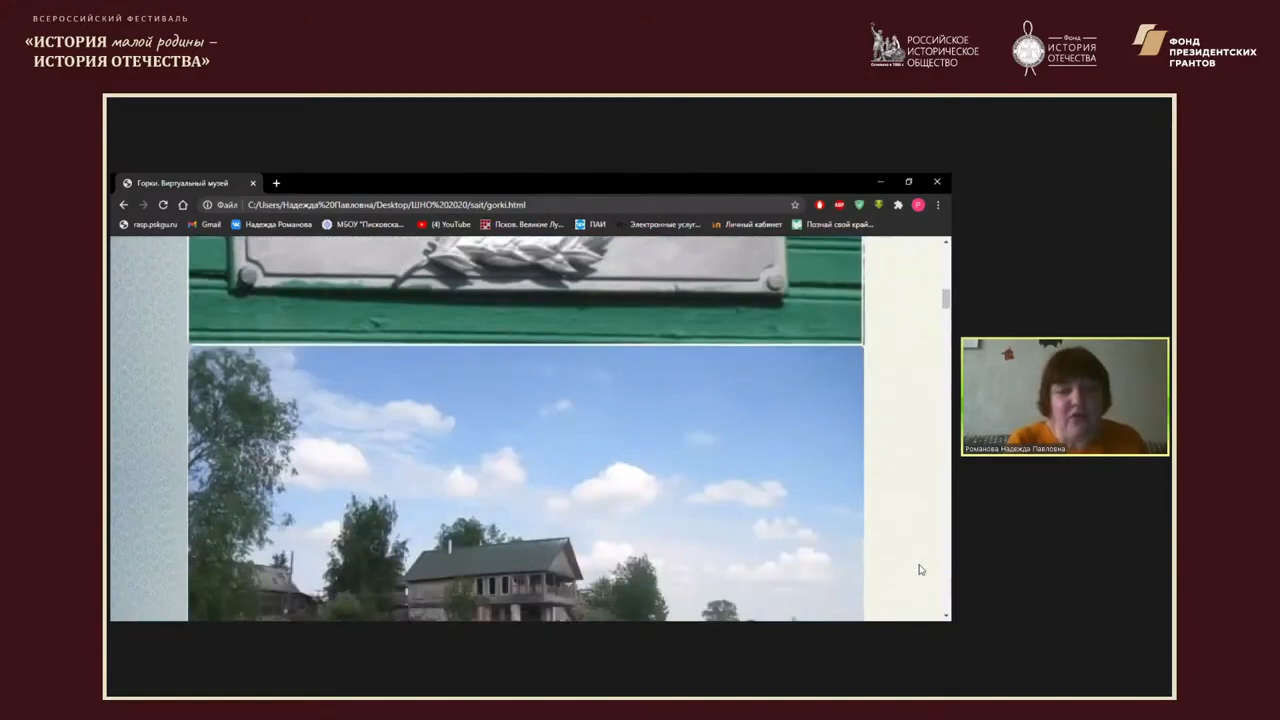 ВСЕРОССИЙСКИЙ ФЕСТИВАЛЬ
«ИСТОРИЯ малой родины –
ИСТОРИЯ ОТЕЧЕСТВА»
РОССИЙСКОЕ
ИСТОРИЧЕСКОЕ
ОБЩЕСТВО
Основано в 1866 г.
Фонд
ИСТОРИЯ
ОТЕЧЕСТВА
ФОНД
ПРЕЗИДЕНТСКИХ
ГРАНТОВ
Горки. Виртуальный музей
Файл C:/Users/Надежда%20Павловна/Desktop/ШНО%202020/sait/gorki.html
rasp.pskgu.ru Gmail Надежда Романова МБОУ "Писковска... (4) YouTube Псков. Великие Лу... ПАИ Электронные услуг... Личный кабинет Познай свой край...
Романова Надежда Павловна